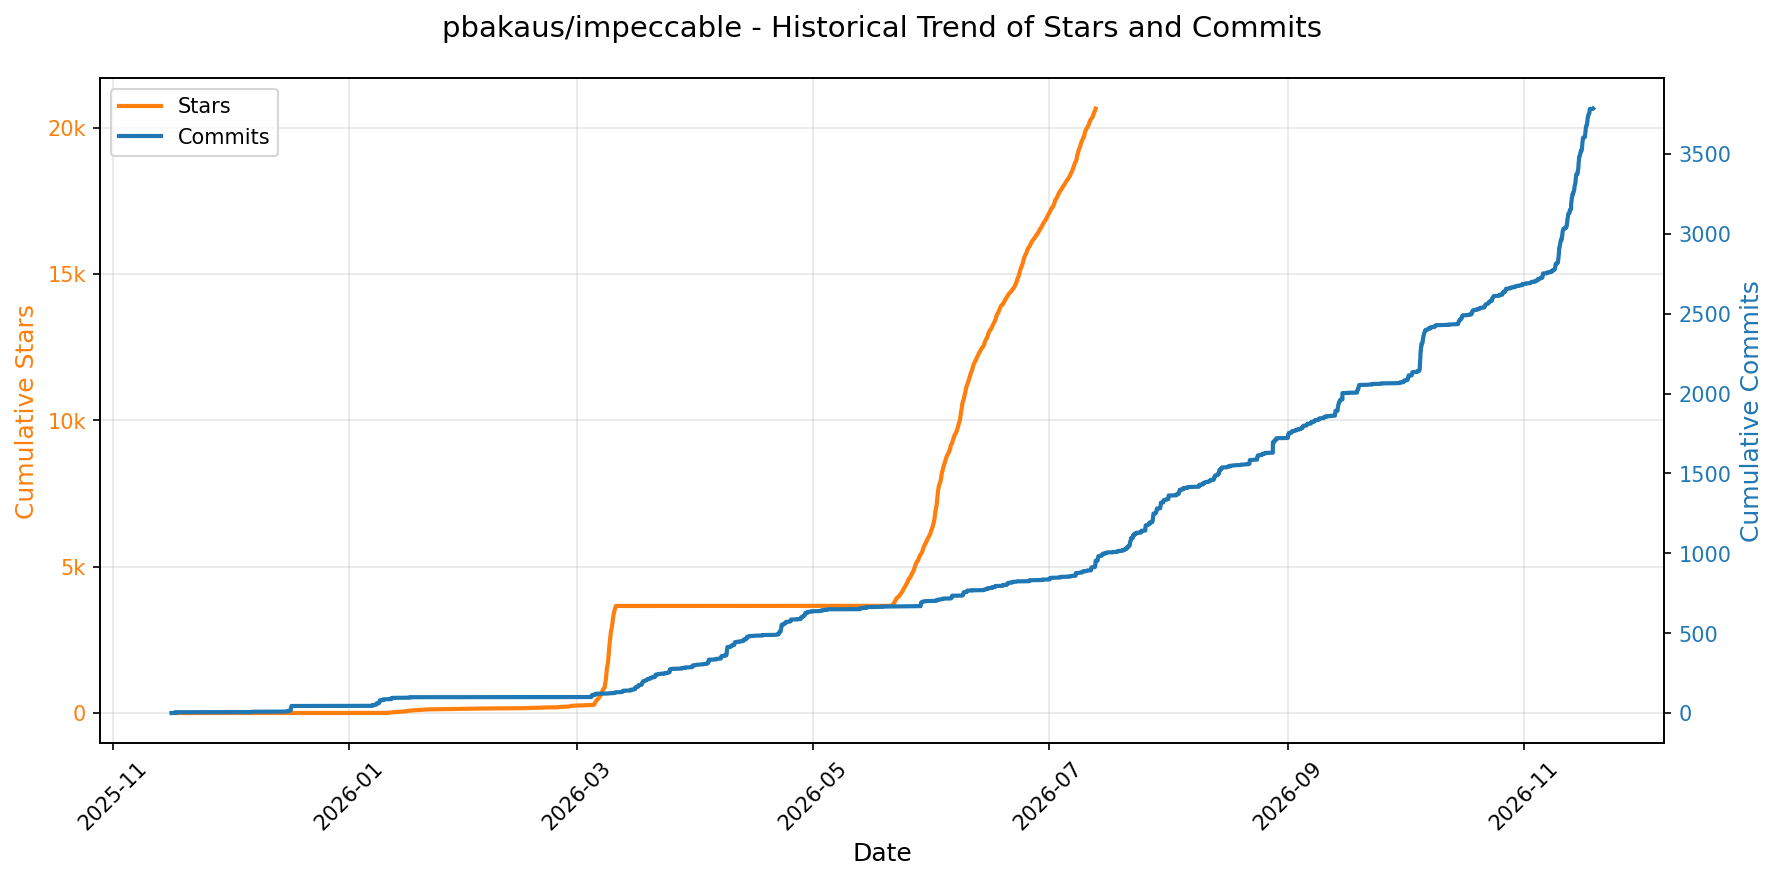 pbakaus/impeccable - Historical Trend of Stars and Commits
Stars
Commits
20k
15k
10k
5k
0
Cumulative Stars
3500
3000
2500
2000
1500
1000
500
0
Cumulative Commits
2025-11
2026-01
2026-03
2026-05
2026-07
2026-09
2026-11
Date